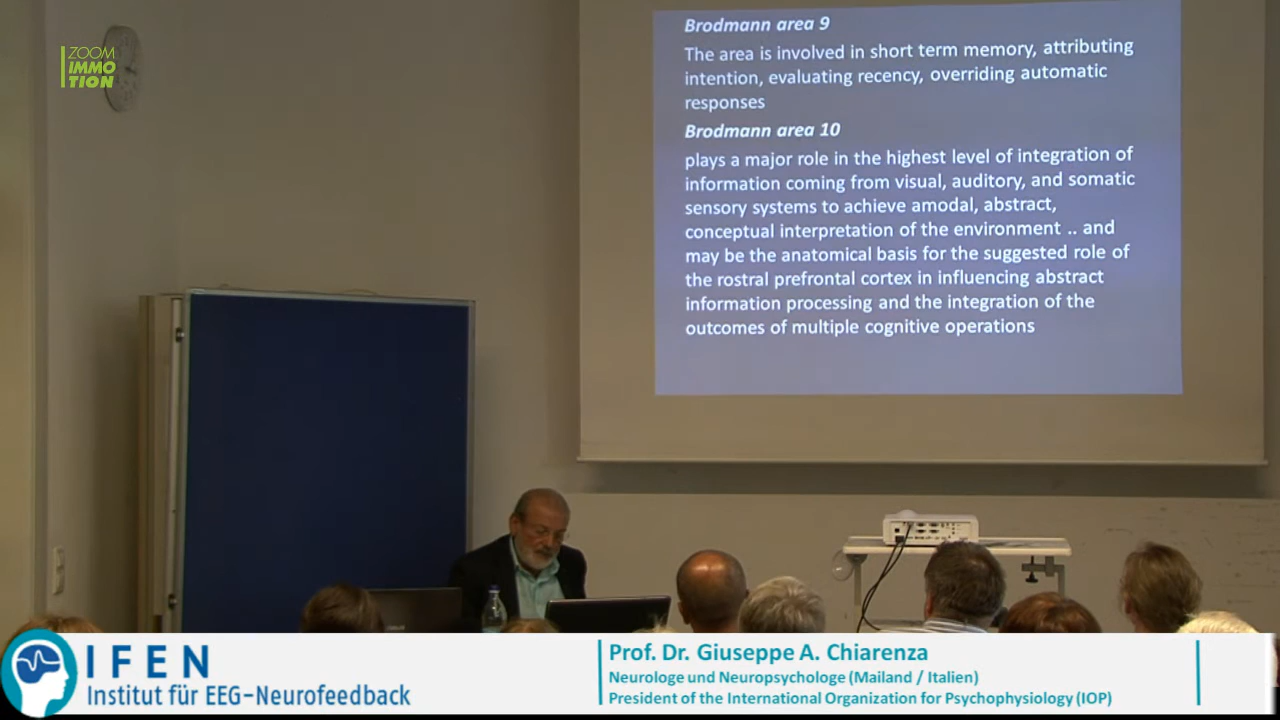 ZOOM
IMMO
TION
Brodmann area 9
The area is involved in short term memory, attributing
intention, evaluating recency, overriding automatic
responses
Brodmann area 10
plays a major role in the highest level of integration of
information coming from visual, auditory, and somatic
sensory systems to achieve amodal, abstract,
conceptual interpretation of the environment .. and
may be the anatomical basis for the suggested role of
the rostral prefrontal cortex in influencing abstract
information processing and the integration of the
outcomes of multiple cognitive operations
IFEN
Institut für EEG-Neurofeedback
Prof. Dr. Giuseppe A. Chiarenza
Neurologe und Neuropsychologe (Mailand / Italien)
President of the International Organization for Psychophysiology (IOP)